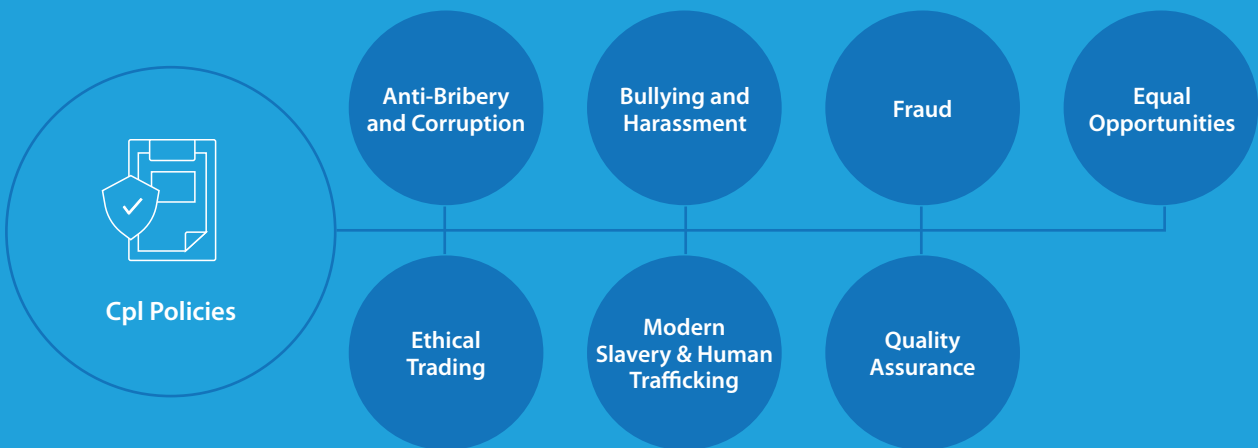 Cpl Policies
Anti-Bribery
and Corruption
Bullying and
Harassment
Fraud
Equal
Opportunities
Ethical
Trading
Modern
Slavery & Human
Trafficking
Quality
Assurance